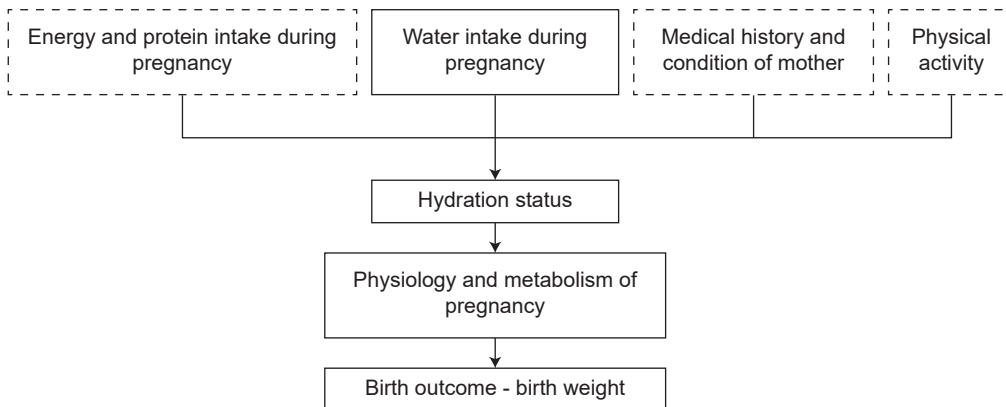 Energy and protein intake during
pregnancy
Water intake during
pregnancy
Medical history and
condition of mother
Physical
activity
Hydration status
Physiology and metabolism of
pregnancy
Birth outcome - birth weight